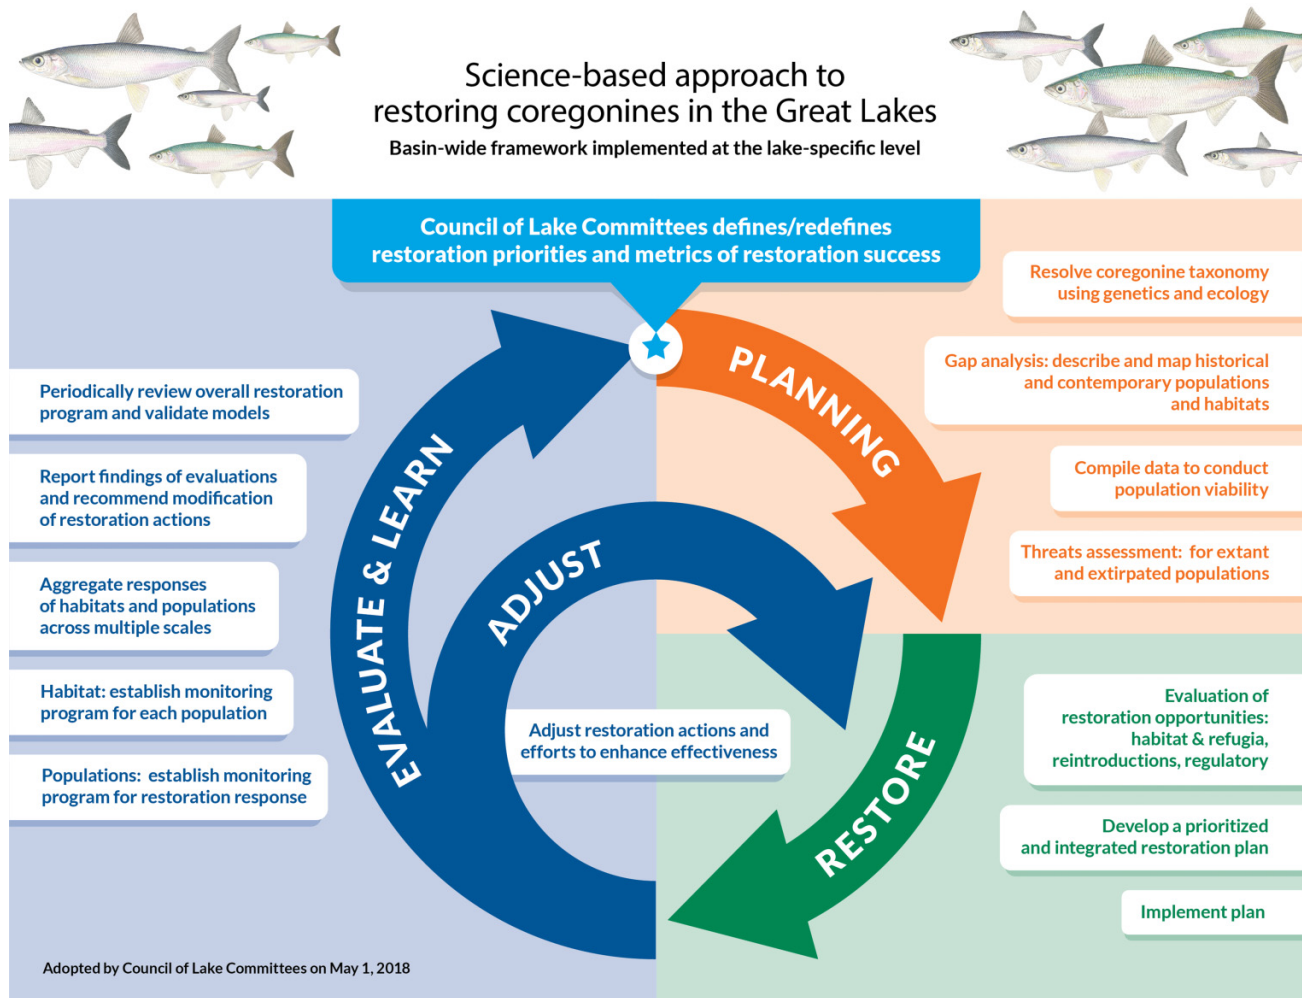 Science-based approach to
restoring coregonines in the Great Lakes
Basin-wide framework implemented at the lake-specific level
Council of Lake Committees defines/redefines
restoration priorities and metrics of restoration success
PLANNING
Resolve coregonine taxonomy
using genetics and ecology
Gap analysis: describe and map historical
and contemporary populations
and habitats
Compile data to conduct
population viability
Threats assessment: for extant
and extirpated populations
RESTORE
Evaluation of
restoration opportunities:
habitat & refugia,
reintroductions, regulatory
Develop a prioritized
and integrated restoration plan
Implement plan
EVALUATE & LEARN
Periodically review overall restoration
program and validate models
Report findings of evaluations
and recommend modification
of restoration actions
Aggregate responses
of habitats and populations
across multiple scales
Habitat: establish monitoring
program for each population
Populations: establish monitoring
program for restoration response
ADJUST
Adjust restoration actions and
efforts to enhance effectiveness
Adopted by Council of Lake Committees on May 1, 2018